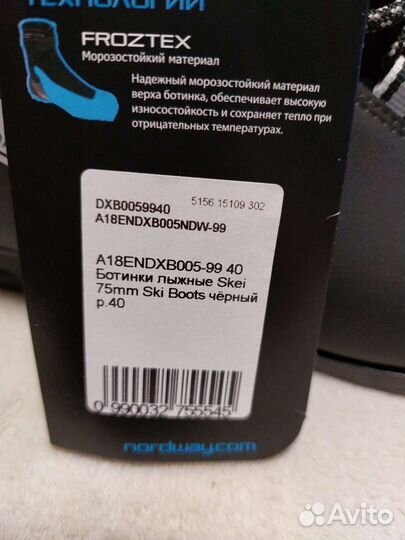 ТЕХНОЛОГИИ
FROZTEX
Морозостойкий материал
Надежный морозостойкий материал
верха ботинка, обеспечивает высокую
износостойкость и сохраняет тепло при
отрицательных температурах.
DXB0059940 5156 15109 302
A18ENDXB005NDW-99
A18ENDXB005-99 40
Ботинки лыжные Skei
75mm Ski Boots чёрный
р.40
0 990032 755545
nordway.com
Avito